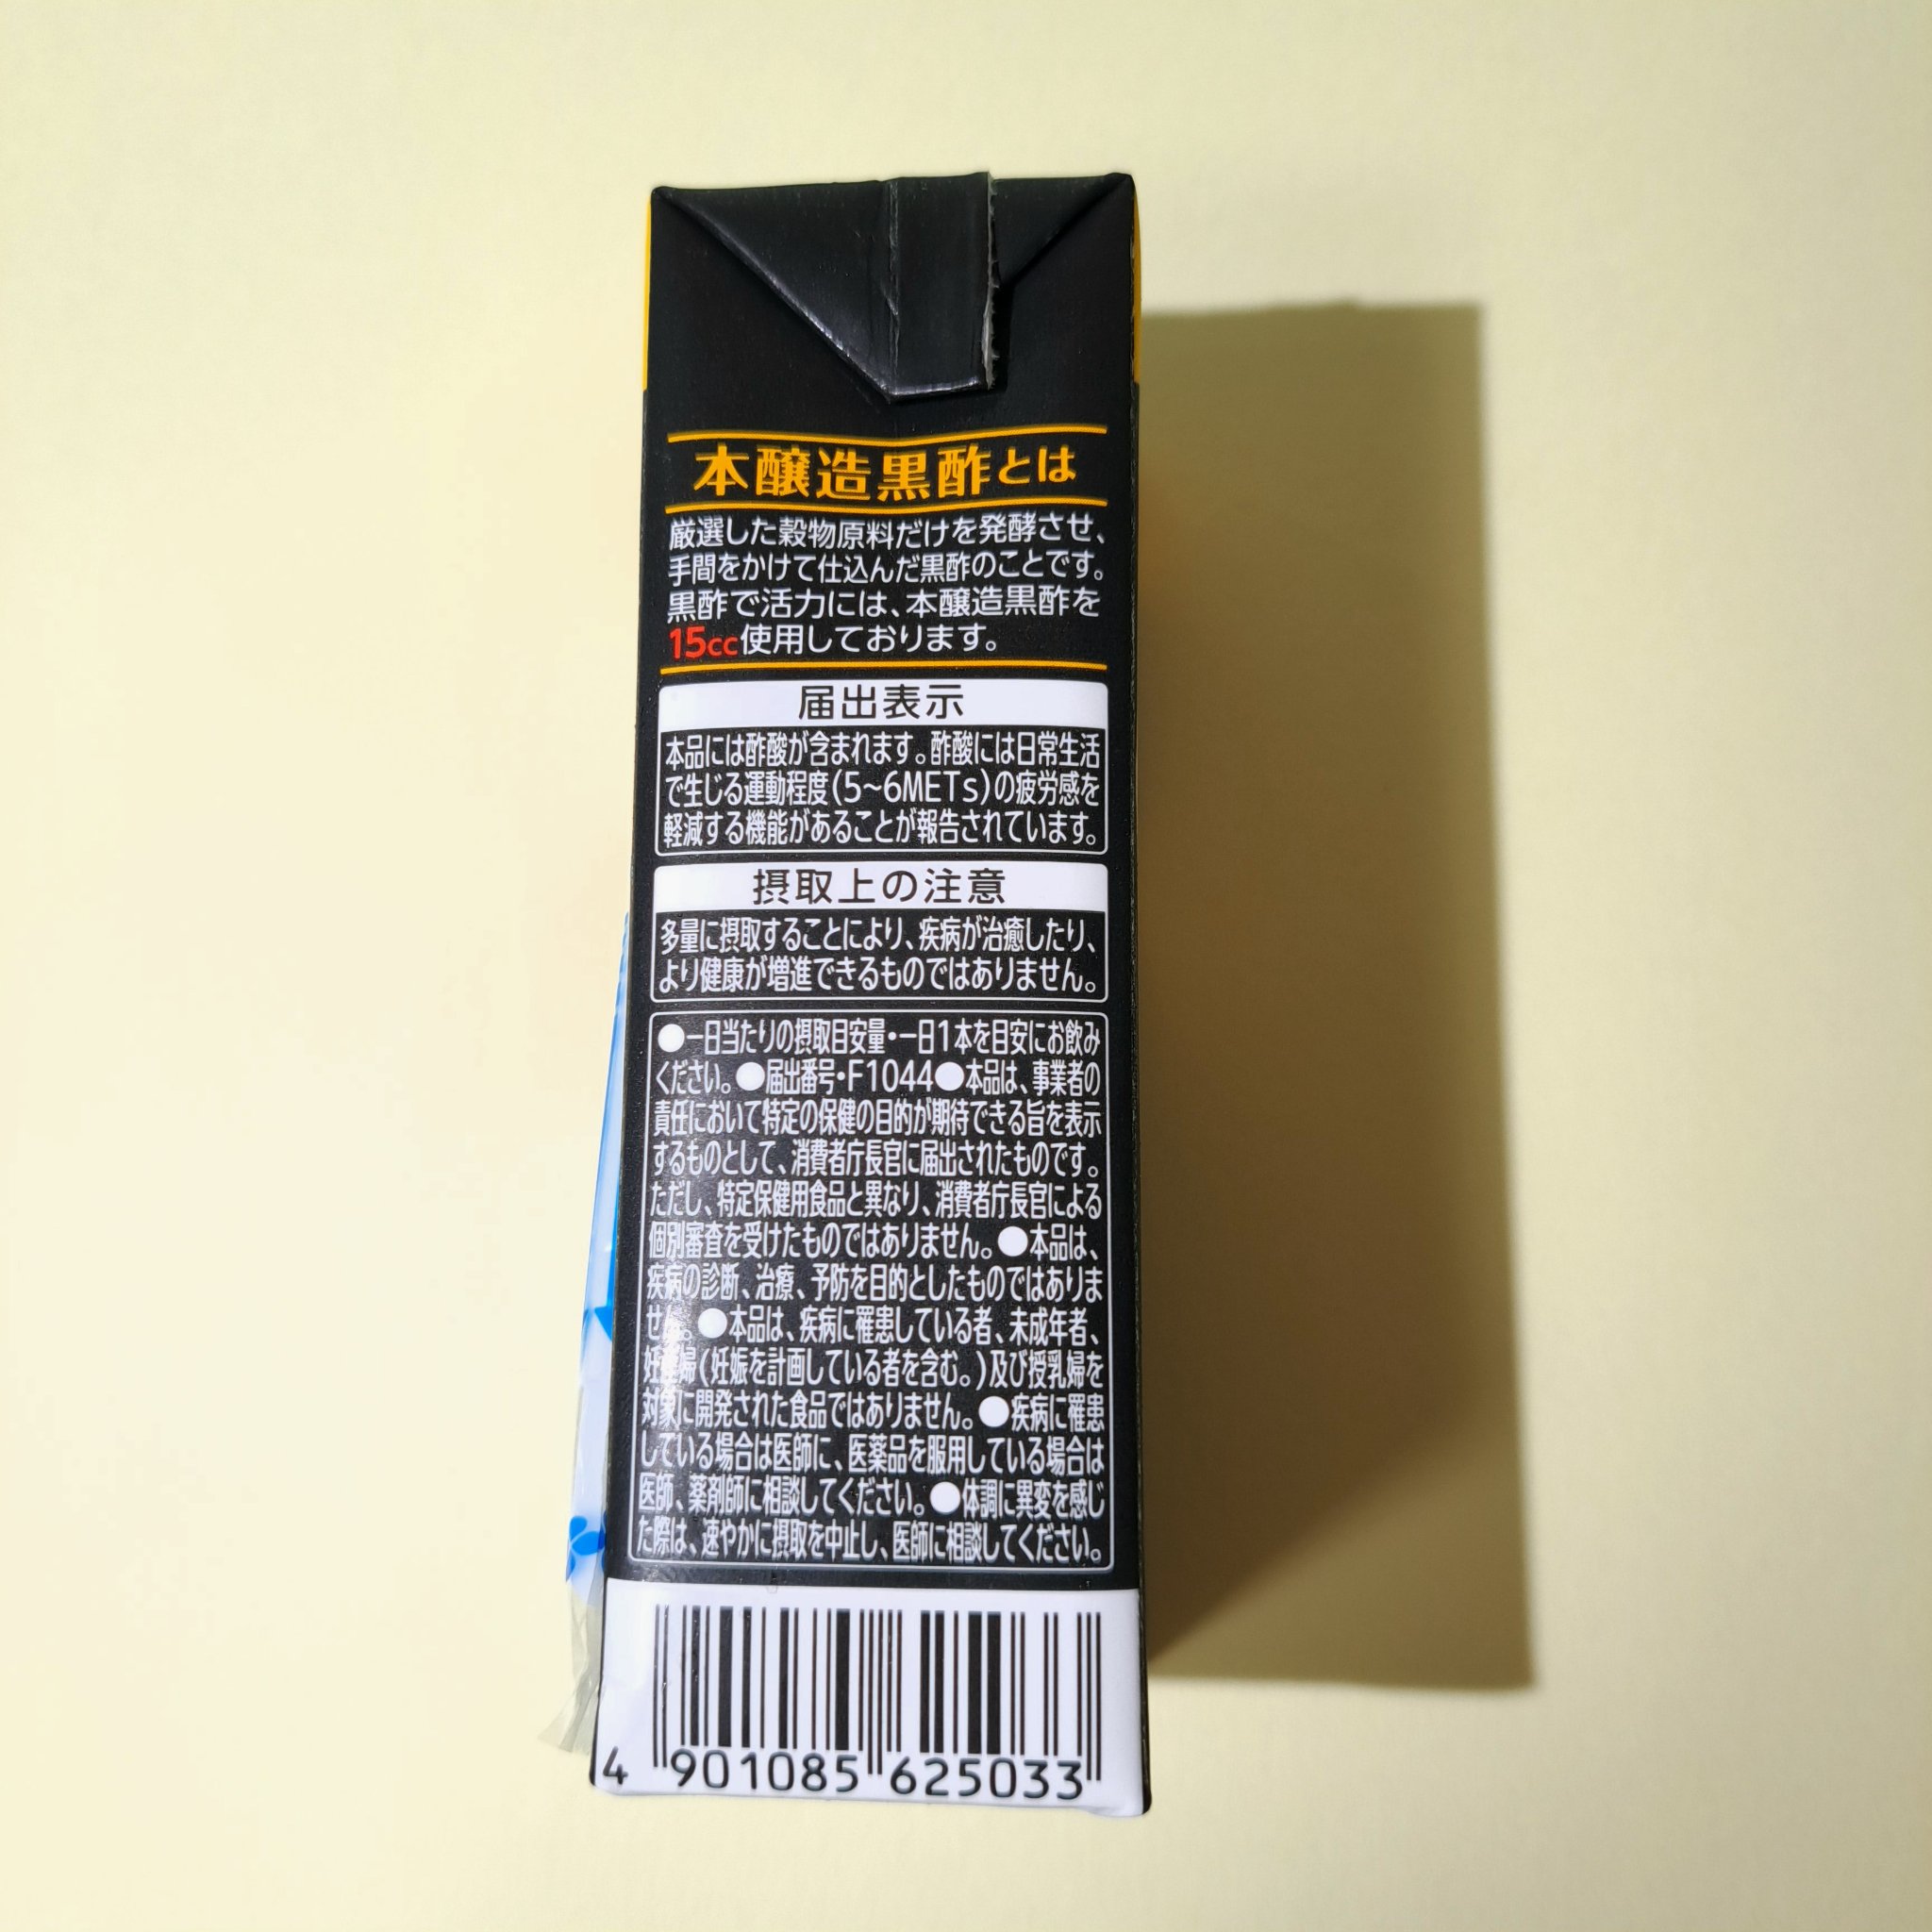 本醸造黒酢とは
厳選した穀物原料だけを発酵させ、
手間をかけて仕込んだ黒酢のことです。
黒酢で活力には、本醸造黒酢を
15cc使用しております。
届出表示
本品には酢酸が含まれます。酢酸には日常生活
で生じる運動程度(5~6METs)の疲労感を
軽減する機能があることが報告されています。
摂取上の注意
多量に摂取することにより、疾病が治癒したり、
より健康が増進できるものではありません。
●一日当たりの摂取目安量・一日1本を目安にお飲み
ください。●届出番号・F1044●本品は、事業者の
責任において特定の保健の目的が期待できる旨を表示
するものとして、消費者庁長官に届出されたものです。
ただし、特定保健用食品と異なり、消費者庁長官による
個別審査を受けたものではありません。●本品は、
疾病の診断、治療、予防を目的としたものではありま
せん。●本品は、疾病に罹患している者、未成年者、
妊産婦(妊娠を計画している者を含む。)及び授乳婦を
対象に開発された食品ではありません。●疾病に罹患
している場合は医師に、医薬品を服用している場合は
医師、薬剤師に相談してください。●体調に異変を感じ
た際は、速やかに摂取を中止し、医師に相談してください。
4 901085 625033